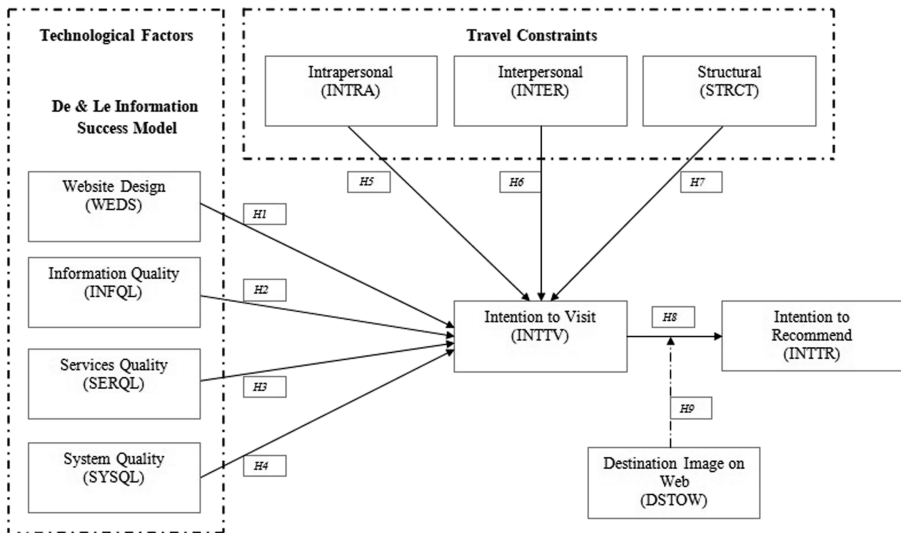 Technological Factors
De & Le Information
Success Model
Website Design
(WEDS)
Information Quality
(INFQL)
Services Quality
(SERQL)
System Quality
(SYSQL)
Travel Constraints
Intrapersonal
(INTRA)
Interpersonal
(INTER)
Structural
(STRCT)
H5
H6
H7
H1
H2
H3
H4
Intention to Visit
(INTTV)
H8
Intention to
Recommend
(INTTR)
H9
Destination Image on
Web
(DSTOW)